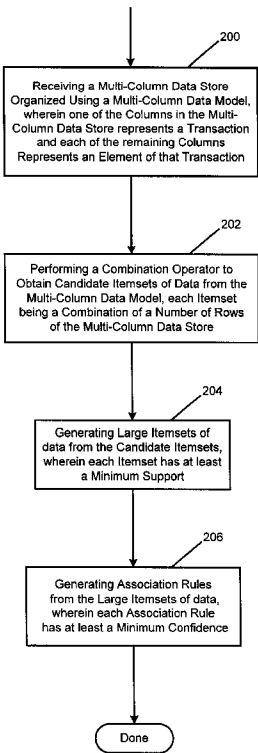 200
Receiving a Multi-Column Data Store
Organized Using a Multi-Column Data Model,
wherein one of the Columns in the Multi-
Column Data Store represents a Transaction
and each of the remaining Columns
Represents an Element of that Transaction
202
Performing a Combination Operator to
Obtain Candidate Itemsets of Data from the
Multi-Column Data Model, each Itemset
being a Combination of a Number of Rows
of the Multi-Column Data Store
204
Generating Large Itemsets of
data from the Candidate Itemsets,
wherein each Itemset has at least
a Minimum Support
206
Generating Association Rules
from the Large Itemsets of data,
wherein each Association Rule
has at least a Minimum Confidence
Done